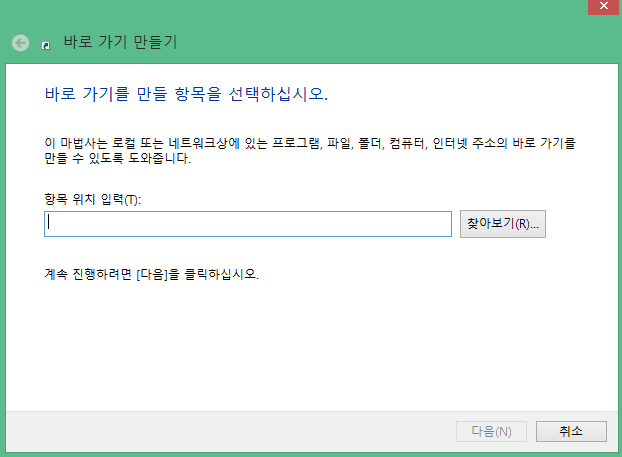 바로 가기 만들기
바로 가기를 만들 항목을 선택하십시오.
이 마법사는 로컬 또는 네트워크상에 있는 프로그램, 파일, 폴더, 컴퓨터, 인터넷 주소의 바로 가기를
만들 수 있도록 도와줍니다.
항목 위치 입력(T):
찾아보기(R)...
계속 진행하려면 [다음]을 클릭하십시오.
다음(N)
취소